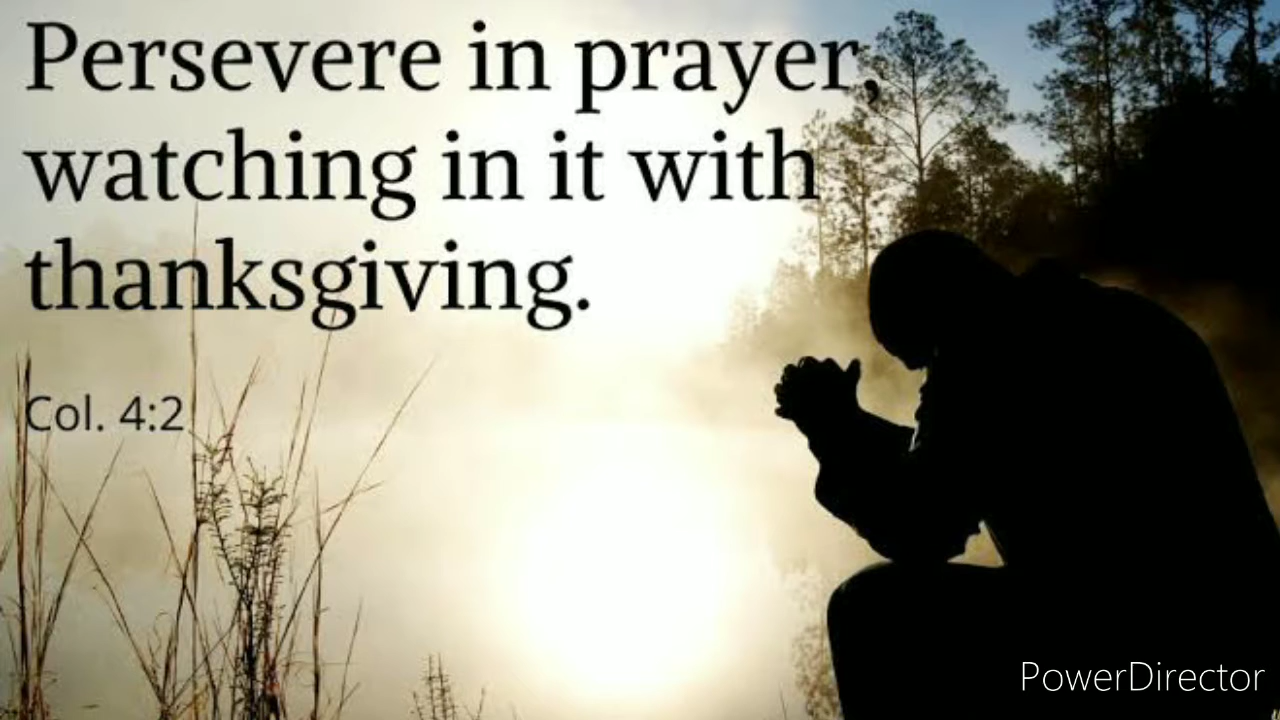 Persevere in prayer,
watching in it with
thanksgiving.
Col. 4:2
PowerDirector